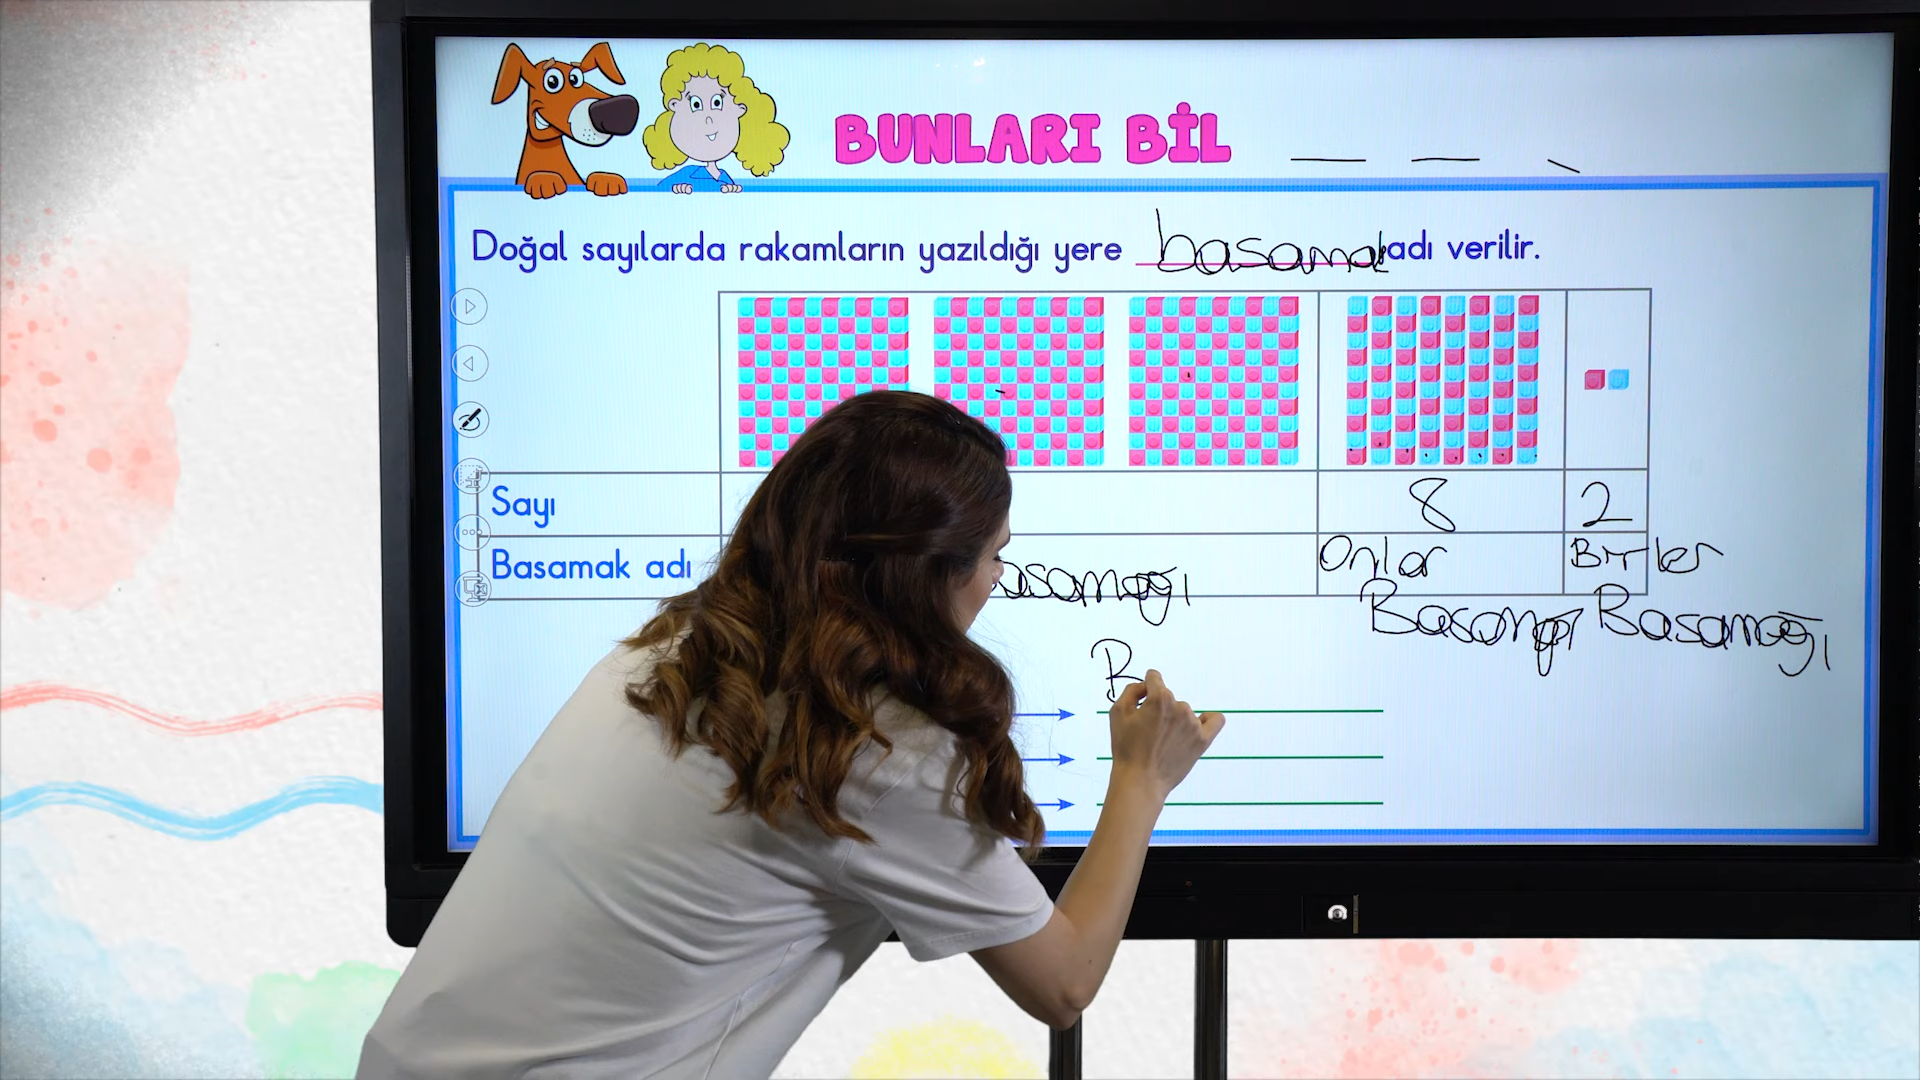 BUNLARI BİL
Doğal sayılarda rakamların yazıldığı yere basamak adı verilir.
Sayı 8 2
Basamak adı Onlar Birler
Basamağı Basamağı
B